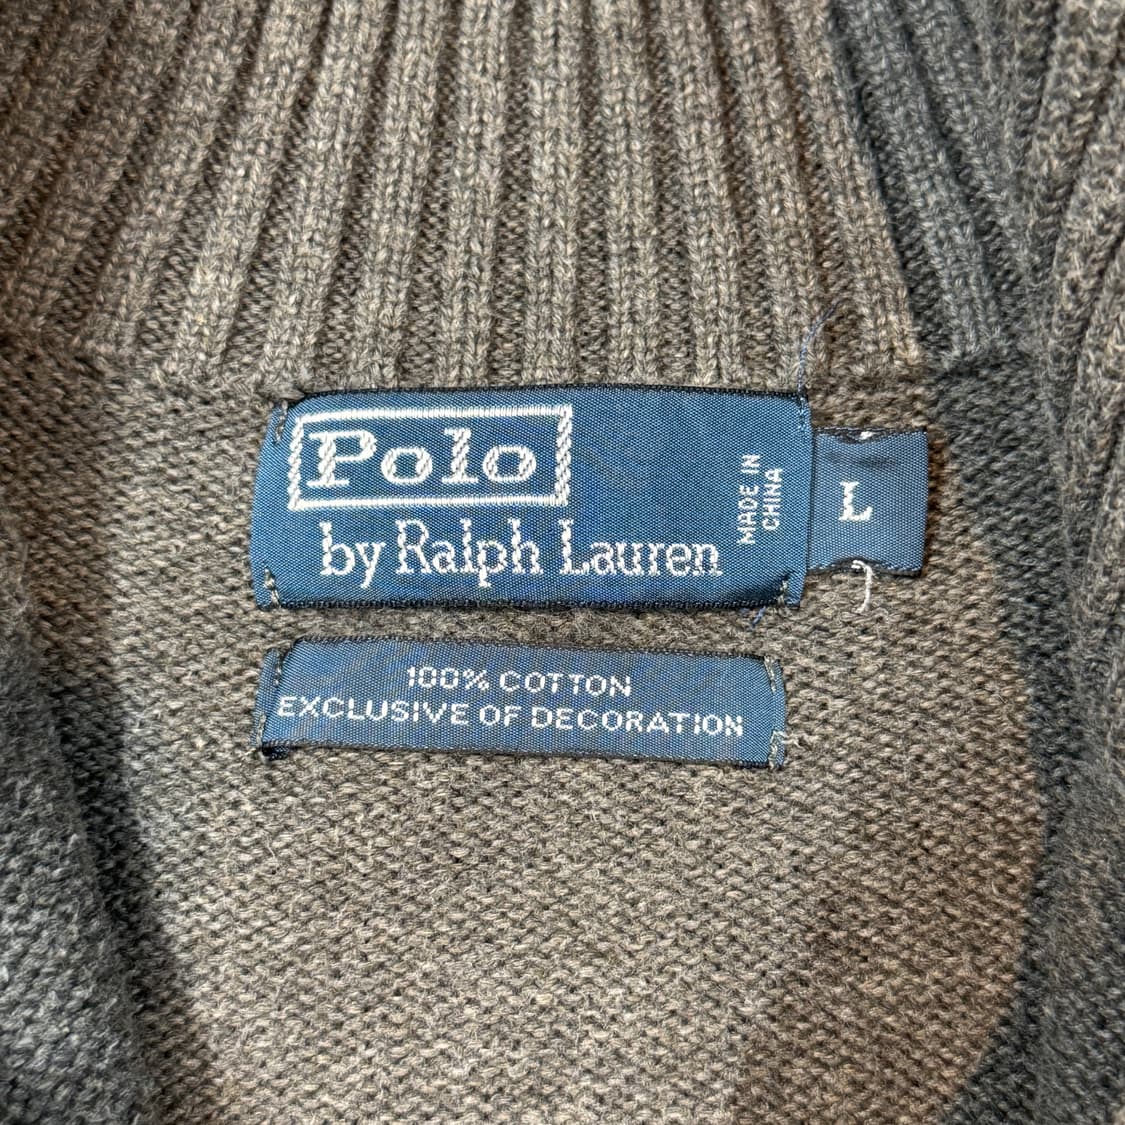 Polo
by Ralph Lauren
MADE IN
CHINA
L
100% COTTON
EXCLUSIVE OF DECORATION